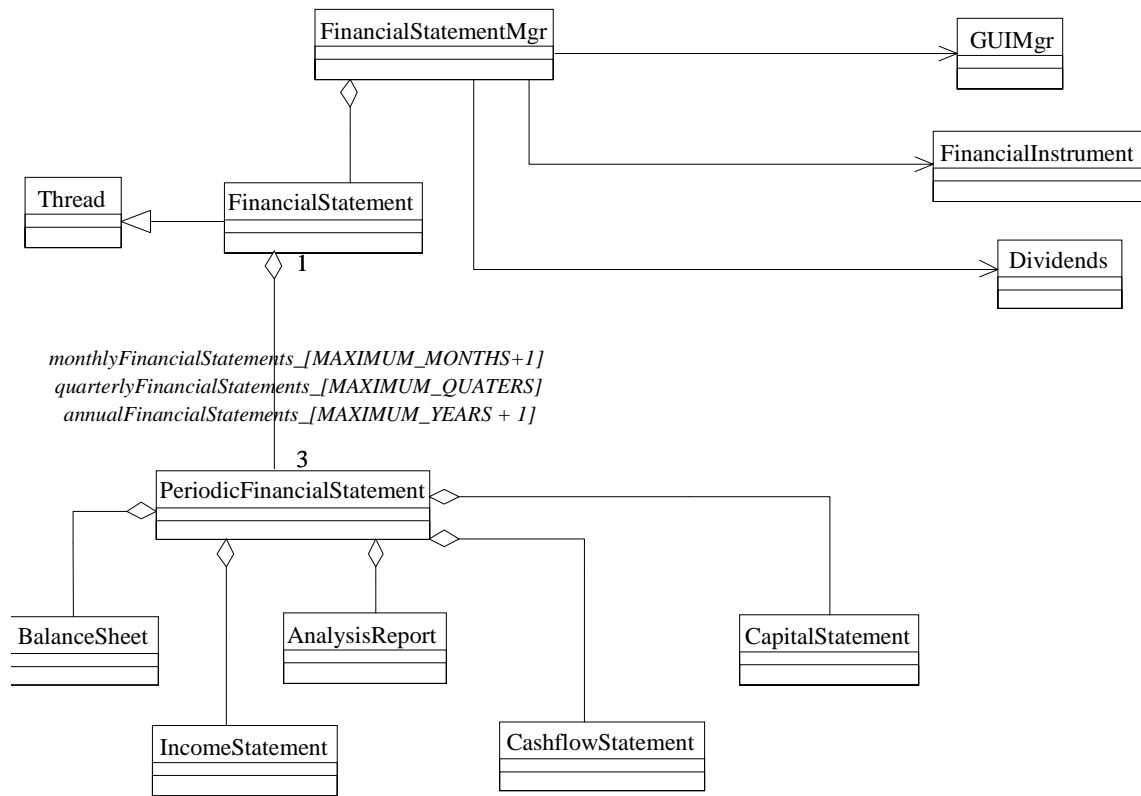 FinancialStatementMgr
GUIMgr
FinancialInstrument
Thread
FinancialStatement
1
Dividends
monthlyFinancialStatements_[MAXIMUM_MONTHS+1]
quarterlyFinancialStatements_[MAXIMUM_QUATERS]
annualFinancialStatements_[MAXIMUM_YEARS + 1]
3
PeriodicFinancialStatement
BalanceSheet
AnalysisReport
CapitalStatement
IncomeStatement
CashflowStatement